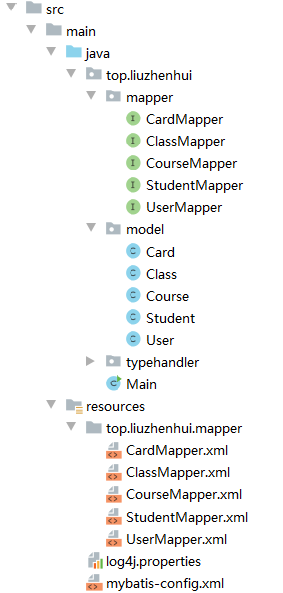 src
main
java
top.liuzhenhui
mapper
CardMapper
ClassMapper
CourseMapper
StudentMapper
UserMapper
model
Card
Class
Course
Student
User
typehandler
Main
resources
top.liuzhenhui.mapper
CardMapper.xml
ClassMapper.xml
CourseMapper.xml
StudentMapper.xml
UserMapper.xml
log4j.properties
mybatis-config.xml